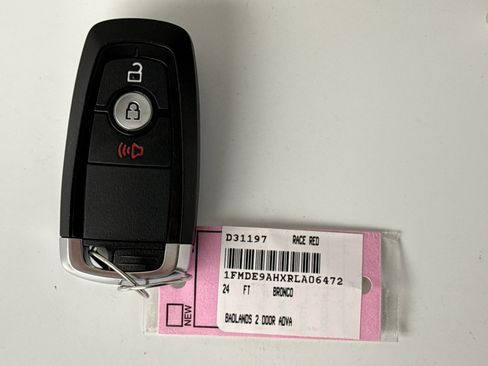 D31197 RACE RED
1FMDE9AHXRLA06472
24 FT BRONCO
BADLANDS 2 DOOR ADVA
NEW